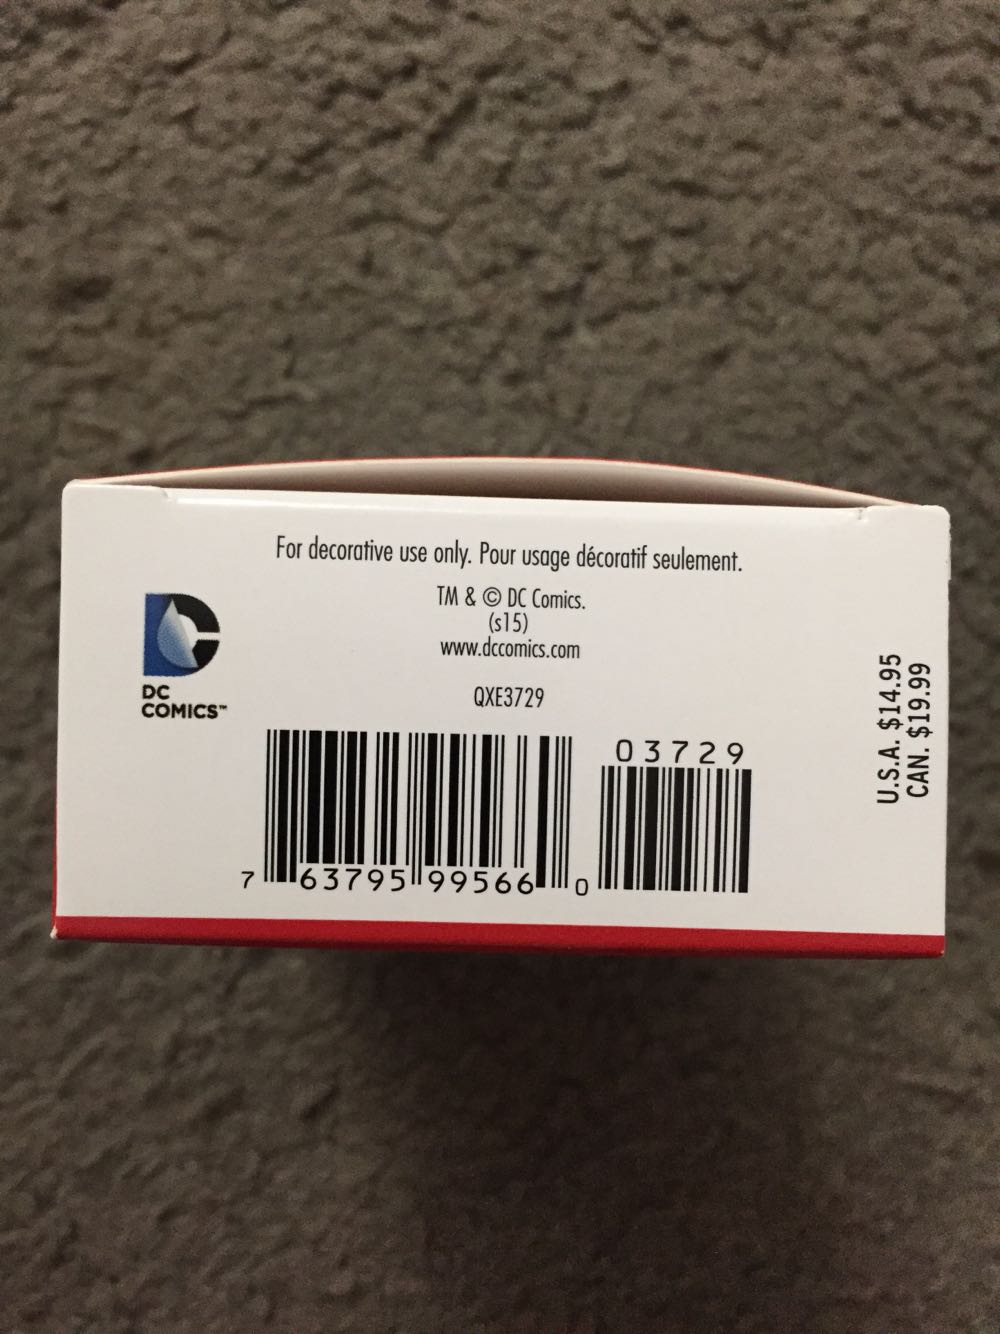 For decorative use only. Pour usage décoratif seulement.
TM & © DC Comics.
(s15)
www.dccomics.com
DC
COMICS™
QXE3729
U.S.A. $14.95
CAN. $19.99
03729
7 63795 99566 0